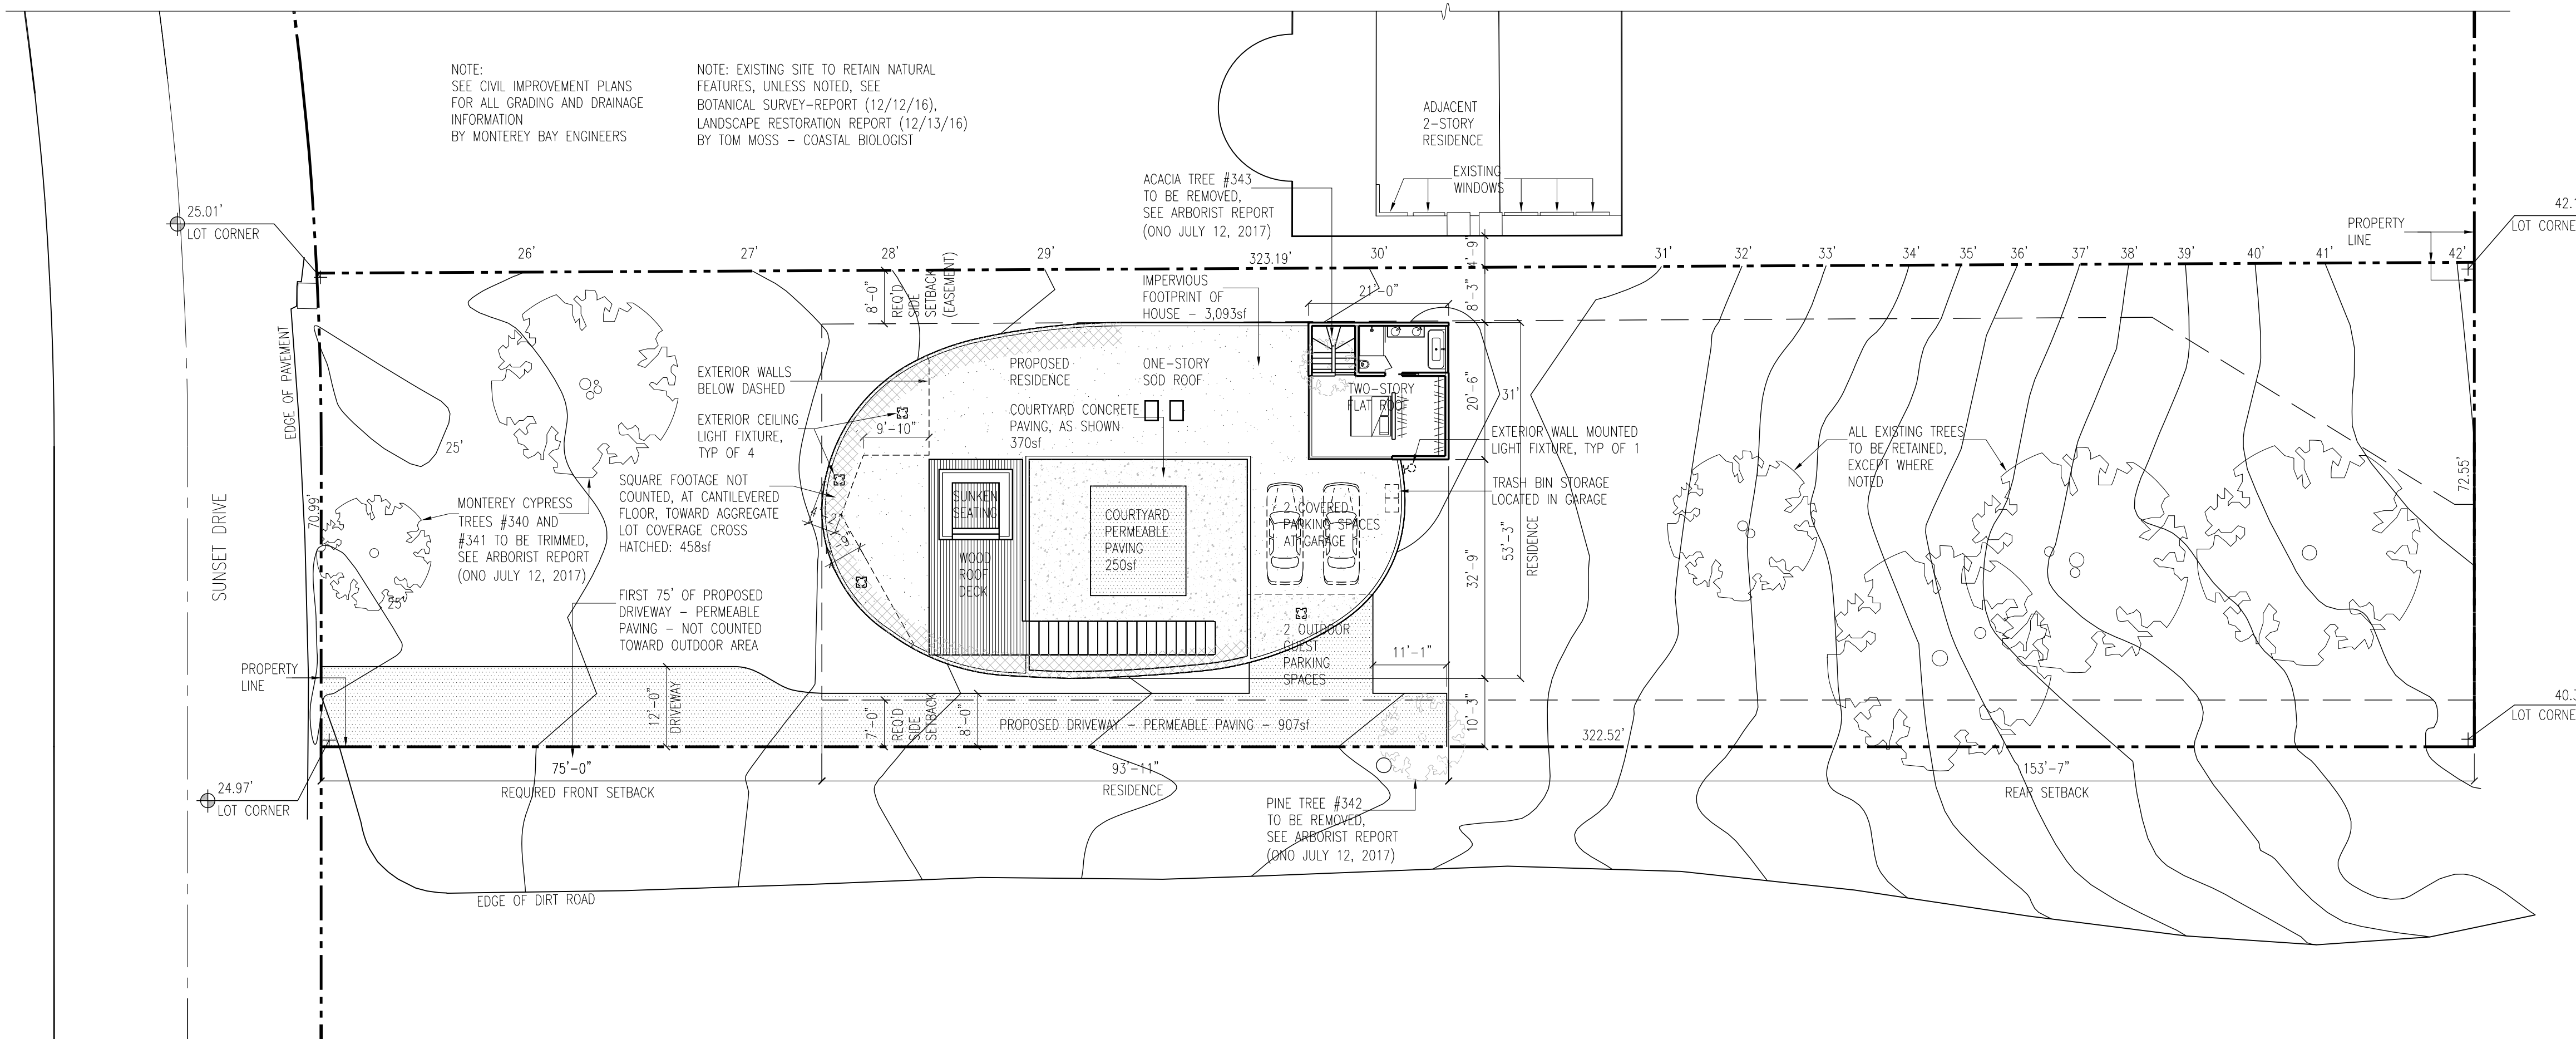 NOTE:
SEE CIVIL IMPROVEMENT PLANS
FOR ALL GRADING AND DRAINAGE
INFORMATION
BY MONTEREY BAY ENGINEERS
NOTE: EXISTING SITE TO RETAIN NATURAL
FEATURES, UNLESS NOTED, SEE
BOTANICAL SURVEY-REPORT (12/12/16),
LANDSCAPE RESTORATION REPORT (12/13/16)
BY TOM MOSS - COASTAL BIOLOGIST
ADJACENT
2-STORY
RESIDENCE
EXISTING
WINDOWS
ACACIA TREE #343
TO BE REMOVED,
SEE ARBORIST REPORT
(ONO JULY 12, 2017)
25.01'
LOT CORNER
PROPERTY
LINE
42.1
LOT CORNE
26'
27'
28'
29'
323.19'
30'
4'-9"
31'
32'
33'
34'
35'
36'
37'
38'
39'
40'
41'
42'
8'-0"
REQ'D
SIDE
SETBACK
(EASEMENT)
IMPERVIOUS
FOOTPRINT OF
HOUSE - 3,093sf
21'-0"
8'-3"
EDGE OF PAVEMENT
EXTERIOR WALLS
BELOW DASHED
PROPOSED
RESIDENCE
ONE-STORY
SOD ROOF
TWO-STORY
FLAT ROOF
20'-6"
31'
EXTERIOR CEILING
LIGHT FIXTURE,
TYP OF 4
9'-10"
COURTYARD CONCRETE
PAVING, AS SHOWN
370sf
EXTERIOR WALL MOUNTED
LIGHT FIXTURE, TYP OF 1
ALL EXISTING TREES
TO BE RETAINED,
EXCEPT WHERE
NOTED
25'
SUNSET DRIVE
70.99'
MONTEREY CYPRESS
TREES #340 AND
#341 TO BE TRIMMED,
SEE ARBORIST REPORT
(ONO JULY 12, 2017)
SQUARE FOOTAGE NOT
COUNTED, AT CANTILEVERED
FLOOR, TOWARD AGGREGATE
LOT COVERAGE CROSS
HATCHED: 458sf
SUNKEN
SEATING
WOOD
ROOF
DECK
COURTYARD
PERMEABLE
PAVING
250sf
2 COVERED
PARKING SPACES
AT GARAGE
TRASH BIN STORAGE
LOCATED IN GARAGE
32'-9"
53'-3"
RESIDENCE
72.55'
25'
FIRST 75' OF PROPOSED
DRIVEWAY - PERMEABLE
PAVING - NOT COUNTED
TOWARD OUTDOOR AREA
2 OUTDOOR
GUEST
PARKING
SPACES
11'-1"
PROPERTY
LINE
12'-0"
DRIVEWAY
7'-0"
REQ'D
SIDE
SETBACK
8'-0"
PROPOSED DRIVEWAY - PERMEABLE PAVING - 907sf
10'-3"
322.52'
40.3
LOT CORNE
24.97'
LOT CORNER
75'-0"
REQUIRED FRONT SETBACK
93'-11"
RESIDENCE
153'-7"
REAR SETBACK
PINE TREE #342
TO BE REMOVED,
SEE ARBORIST REPORT
(ONO JULY 12, 2017)
EDGE OF DIRT ROAD